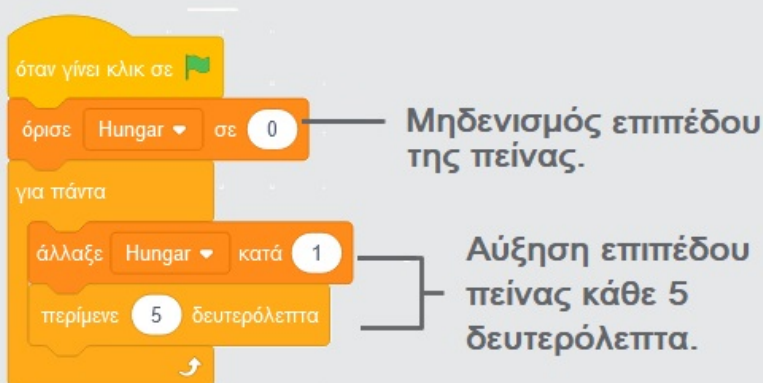 όταν γίνει κλικ σε
όρισε Hungar σε 0
Μηδενισμός επιπέδου
της πείνας.
για πάντα
άλλαξε Hungar κατά 1
περίμενε 5 δευτερόλεπτα
Αύξηση επιπέδου
πείνας κάθε 5
δευτερόλεπτα.